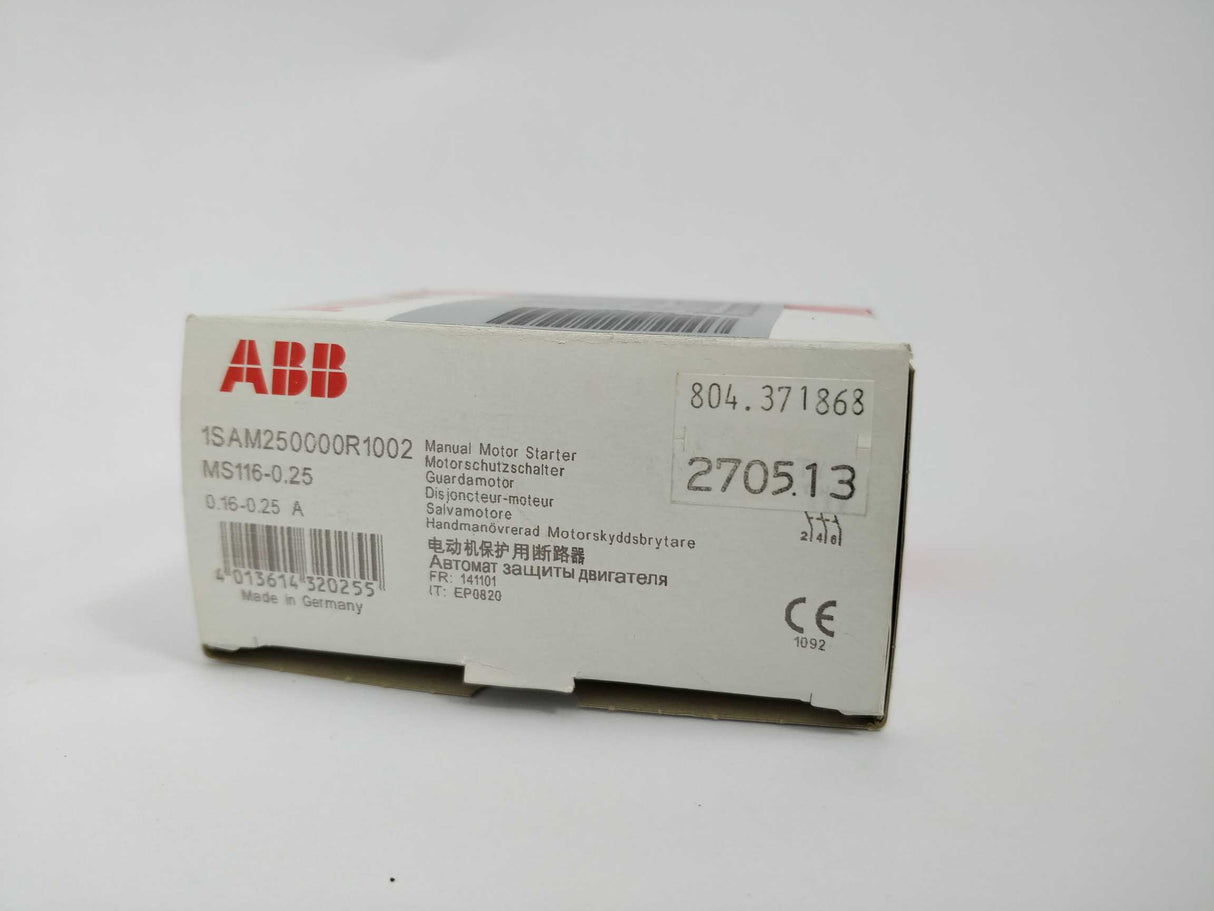 ABB
1SAM250000R1002
MS116-0.25
0.16-0.25 A
4 013614 320255
Made in Germany
Manual Motor Starter
Motorschutzschalter
Guardamotor
Disjoncteur-moteur
Salvamotore
Handmanövrerad Motorskyddsbrytare
电动机保护用断路器
Автомат защиты двигателя
FR: 141101
IT: EP0820
804.371868
270513
2 4 6
CE
1092